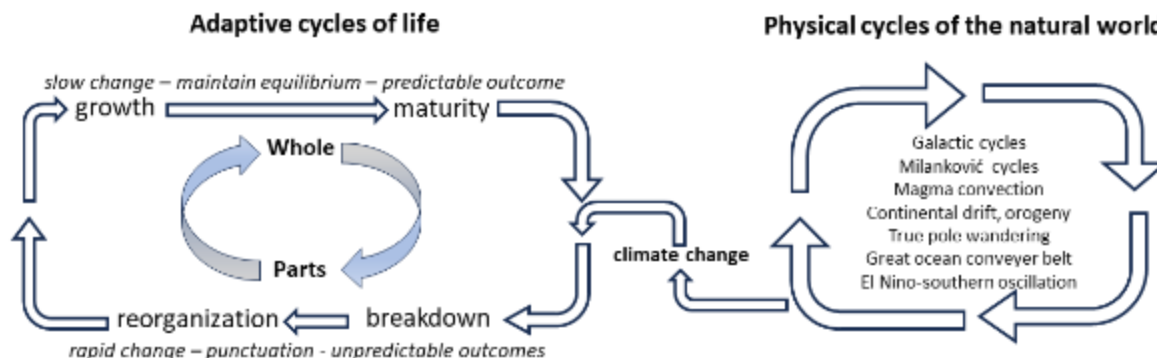 Adaptive cycles of life
slow change – maintain equilibrium – predictable outcome
growth
maturity
Whole
Parts
reorganization
breakdown
rapid change – punctuation - unpredictable outcomes
climate change
Physical cycles of the natural world
Galactic cycles
Milanković cycles
Magma convection
Continental drift, orogeny
True pole wandering
Great ocean conveyer belt
El Nino-southern oscillation